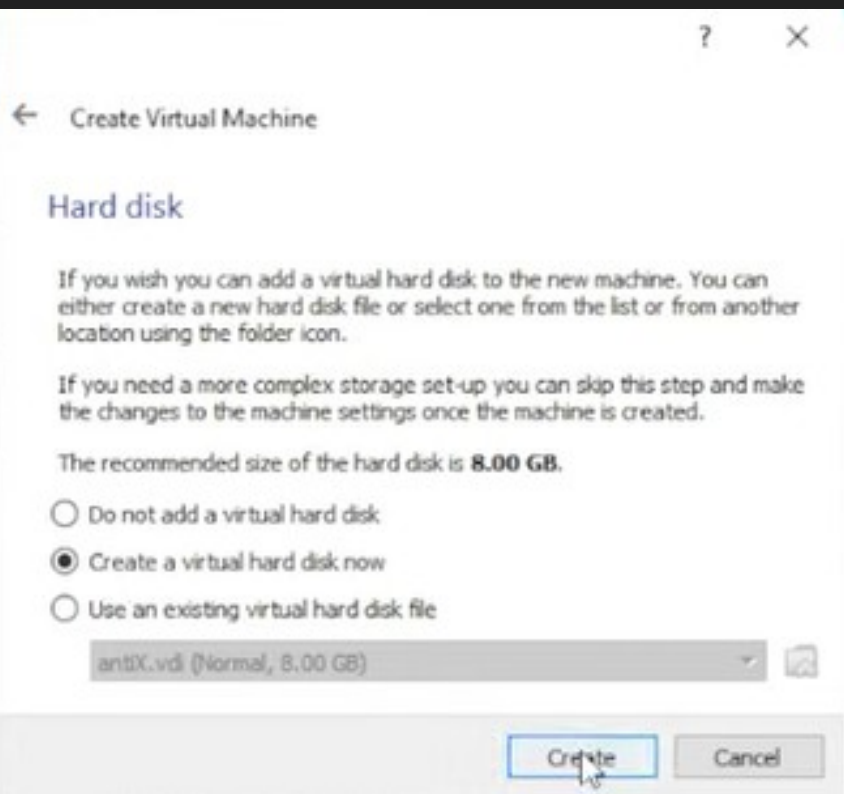 ?
Create Virtual Machine
Hard disk
If you wish you can add a virtual hard disk to the new machine. You can
either create a new hard disk file or select one from the list or from another
location using the folder icon.
If you need a more complex storage set-up you can skip this step and make
the changes to the machine settings once the machine is created.
The recommended size of the hard disk is 8.00 GB.
Do not add a virtual hard disk
Create a virtual hard disk now
Use an existing virtual hard disk file
antiX.vdi (Normal, 8.00 GB)
Create
Cancel